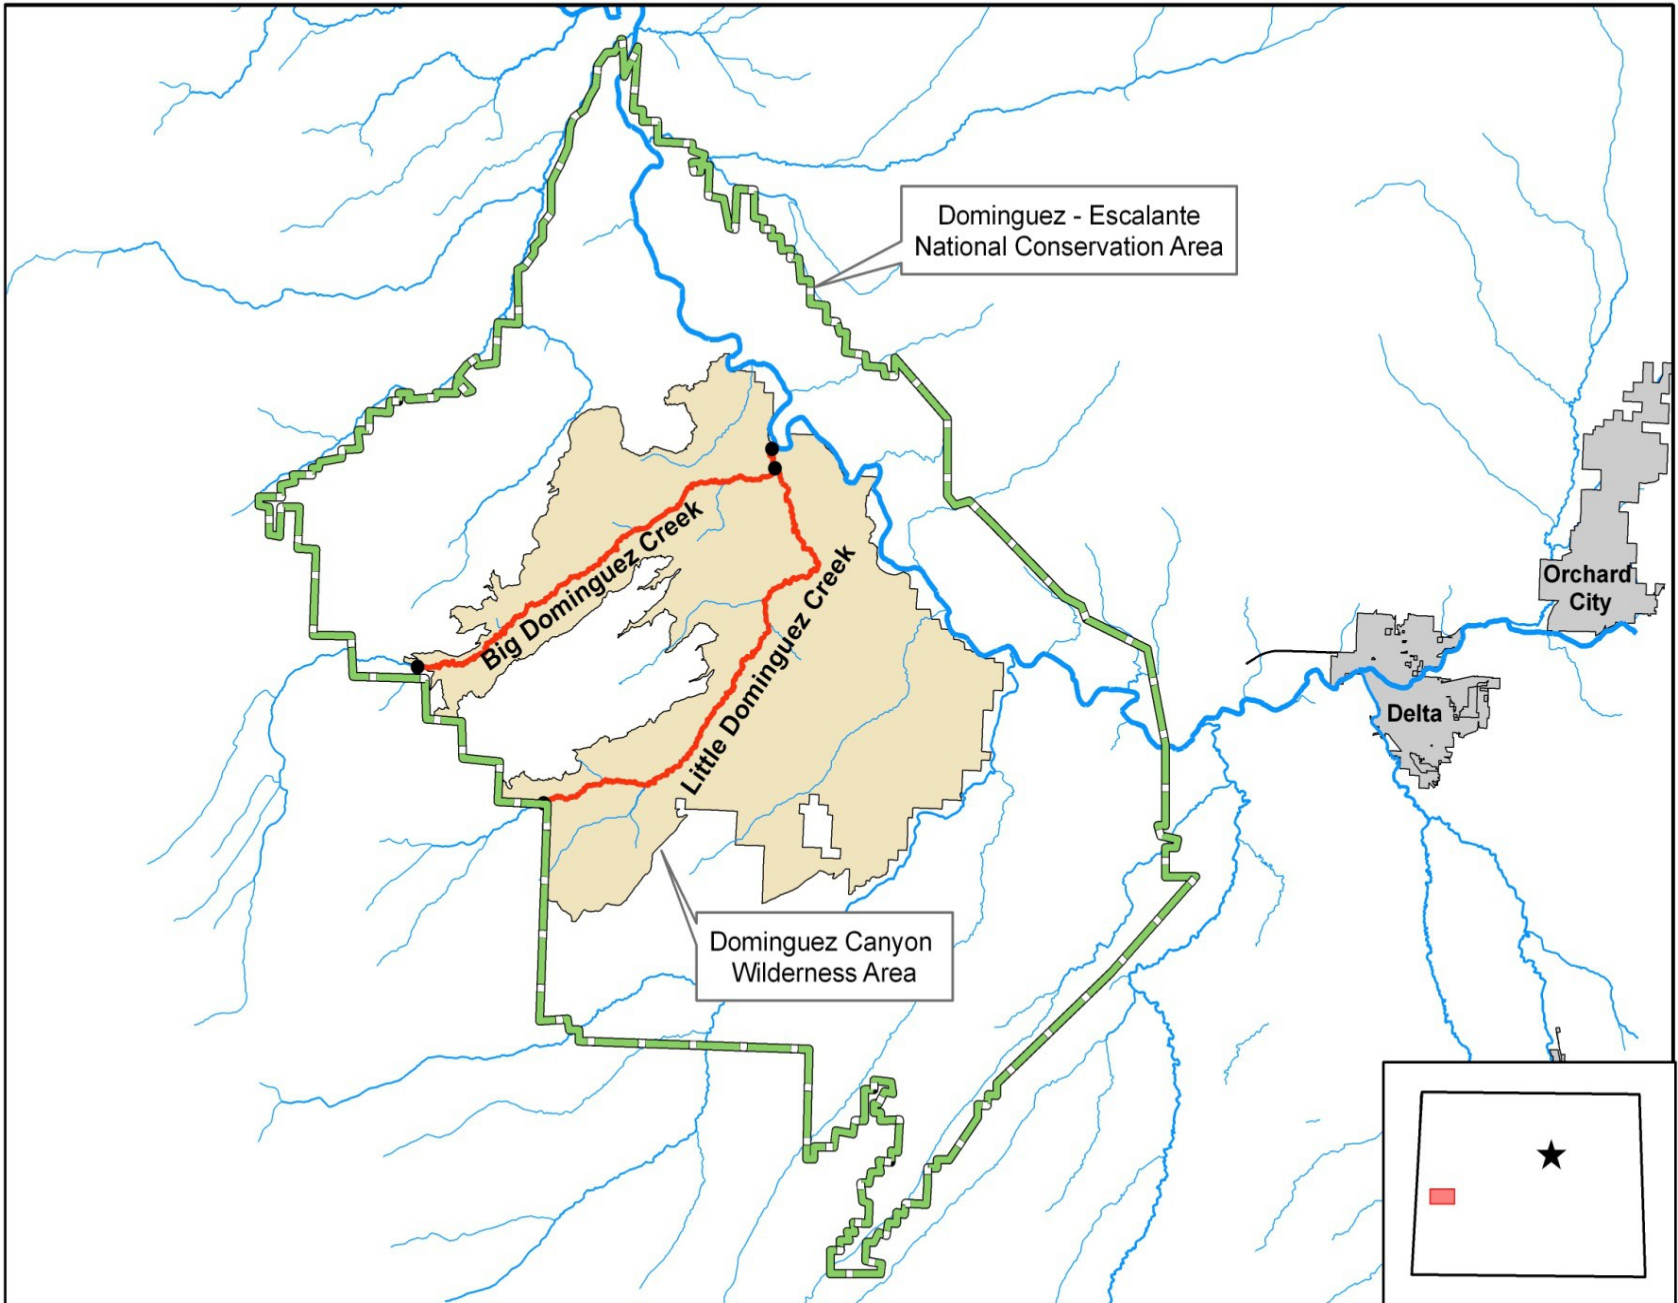 Dominguez - Escalante
National Conservation Area
Big Dominguez Creek
Little Dominguez Creek
Orchard
City
Delta
Dominguez Canyon
Wilderness Area